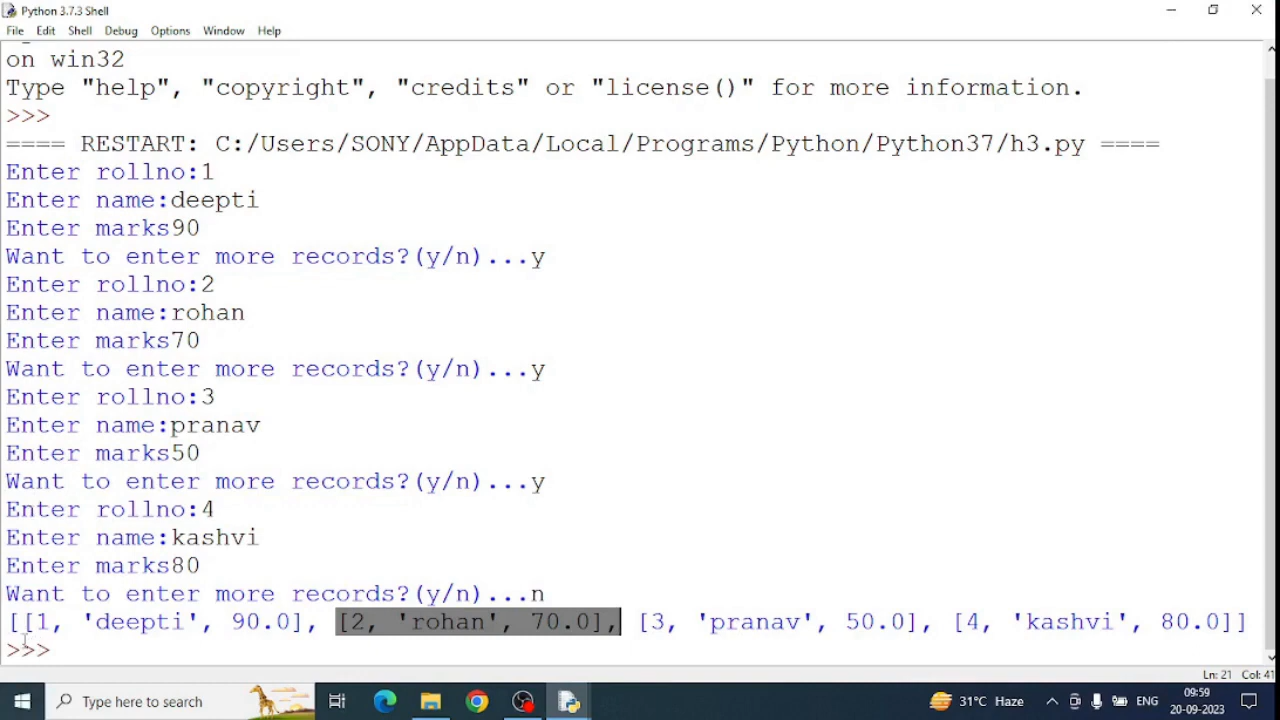 Python 3.7.3 Shell
File Edit Shell Debug Options Window Help
on win32
Type "help", "copyright", "credits" or "license()" for more information.
>>>
==== RESTART: C:/Users/SONY/AppData/Local/Programs/Python/Python37/h3.py ====
Enter rollno:1
Enter name:deepti
Enter marks90
Want to enter more records?(y/n)...y
Enter rollno:2
Enter name:rohan
Enter marks70
Want to enter more records?(y/n)...y
Enter rollno:3
Enter name:pranav
Enter marks50
Want to enter more records?(y/n)...y
Enter rollno:4
Enter name:kashvi
Enter marks80
Want to enter more records?(y/n)...n
[[1, 'deepti', 90.0], [2, 'rohan', 70.0], [3, 'pranav', 50.0], [4, 'kashvi', 80.0]]
>>>
Ln: 21 Col: 41
Type here to search
31°C Haze
ENG
09:59
20-09-2023